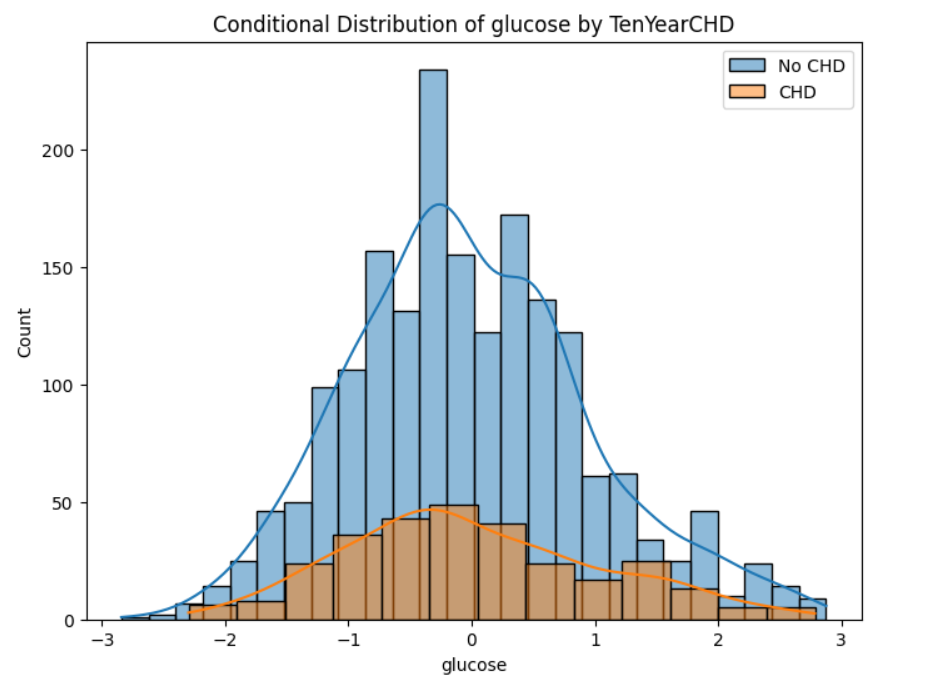 Conditional Distribution of glucose by TenYearCHD
No CHD
CHD
Count
200
150
100
50
0
−3
−2
−1
0
1
2
3
glucose